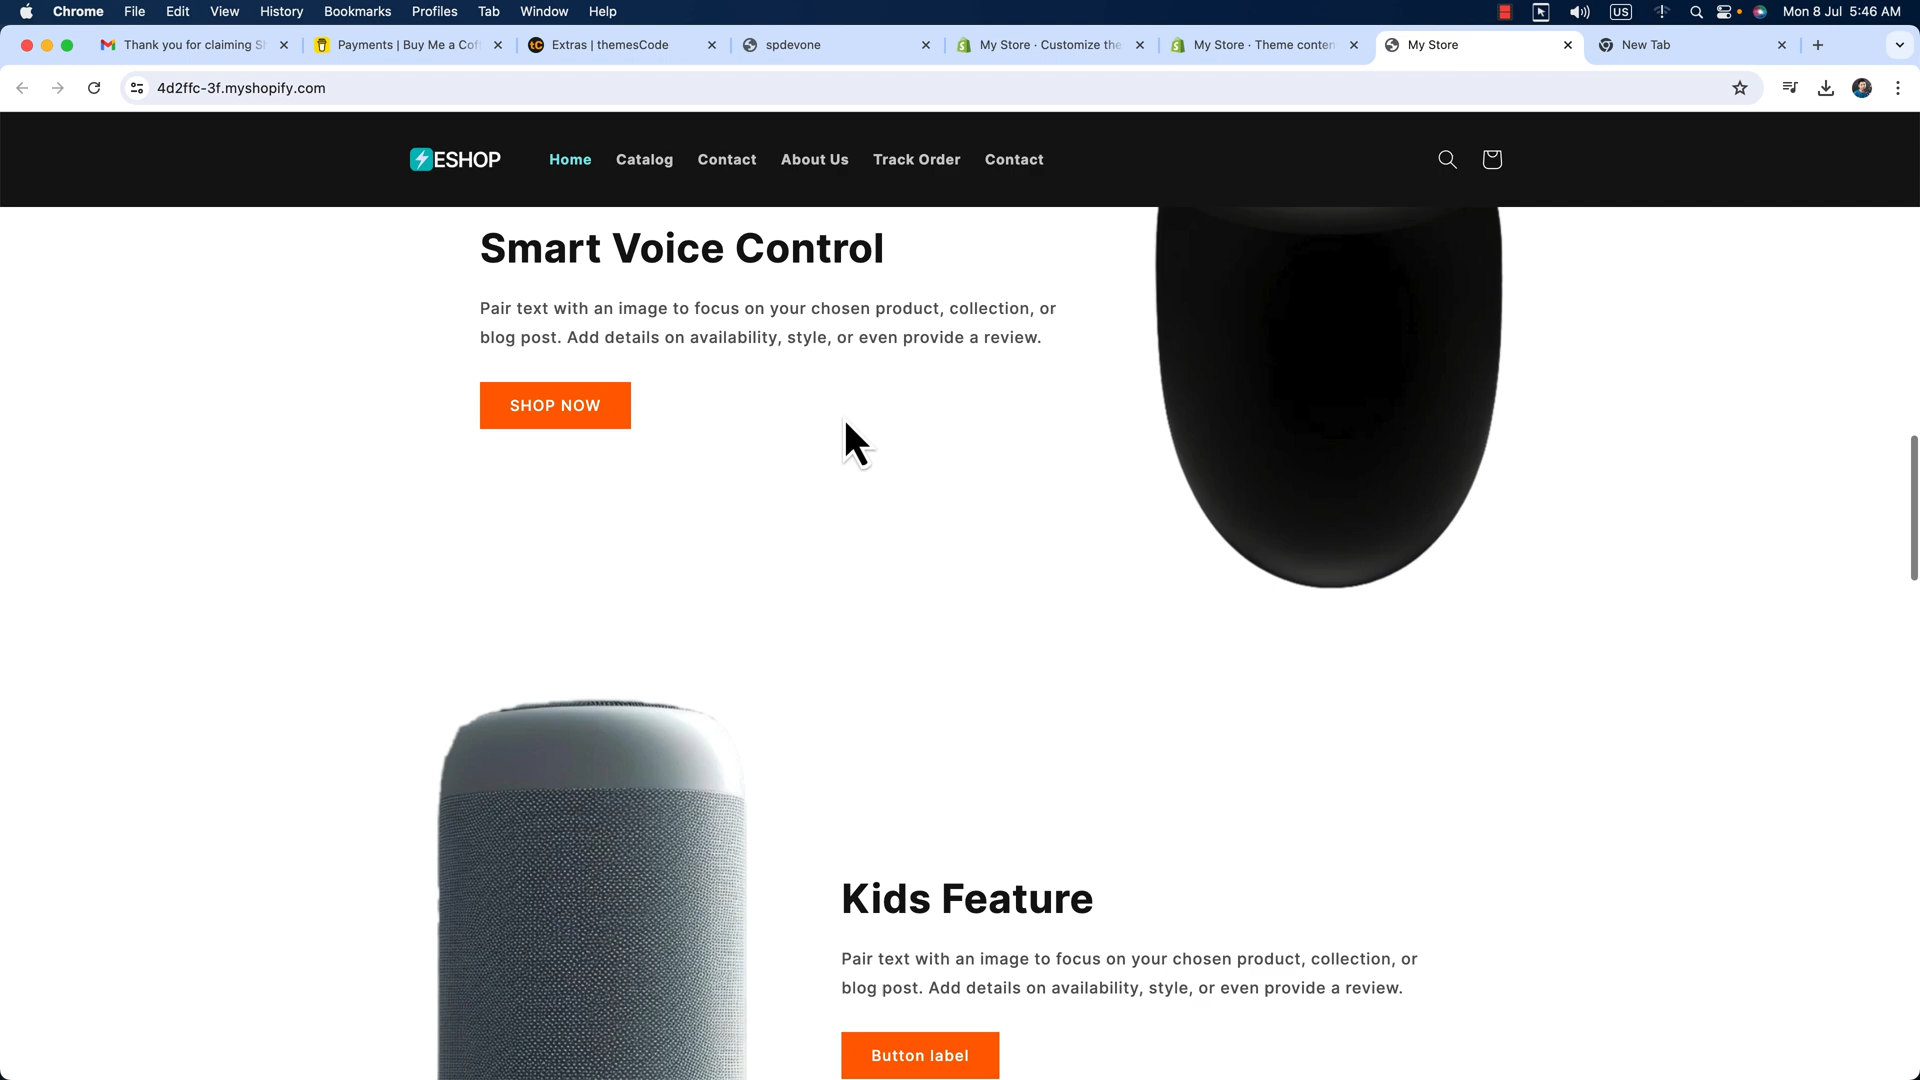 Chrome File Edit View History Bookmarks Profiles Tab Window Help US Mon 8 Jul 5:46 AM
Thank you for claiming S Payments | Buy Me a Cof tC Extras | themesCode spdevone My Store · Customize the My Store · Theme conten My Store New Tab
4d2ffc-3f.myshopify.com
ESHOP Home Catalog Contact About Us Track Order Contact
Smart Voice Control
Pair text with an image to focus on your chosen product, collection, or
blog post. Add details on availability, style, or even provide a review.
SHOP NOW
Kids Feature
Pair text with an image to focus on your chosen product, collection, or
blog post. Add details on availability, style, or even provide a review.
Button label